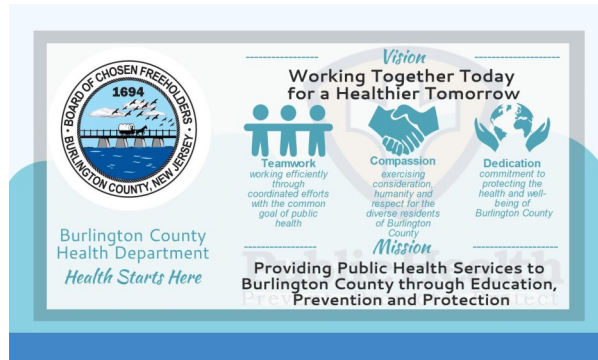 BOARD OF CHOSEN FREEHOLDERS
1694
BURLINGTON COUNTY, NEW JERSEY
Burlington County
Health Department
Health Starts Here
Vision
Working Together Today
for a Healthier Tomorrow
Teamwork
working efficiently
through
coordinated efforts
with the common
goal of public
health
Compassion
exercising
consideration,
humanity and
respect for the
diverse residents
of Burlington
County
Dedication
commitment to
protecting the
health and well-
being of
Burlington County
Mission
Providing Public Health Services to
Burlington County through Education,
Prevention and Protection